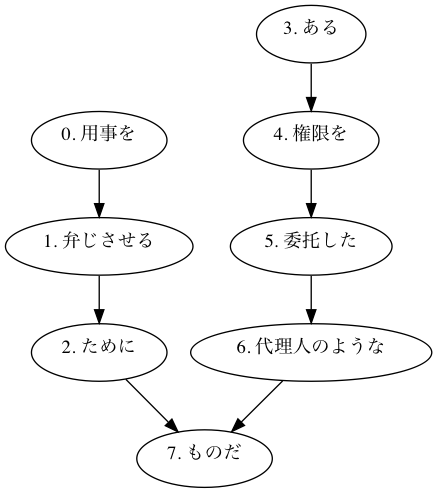 3. ある
0. 用事を
4. 権限を
1. 弁じさせる
5. 委托した
2. ために
6. 代理人のような
7. ものだ